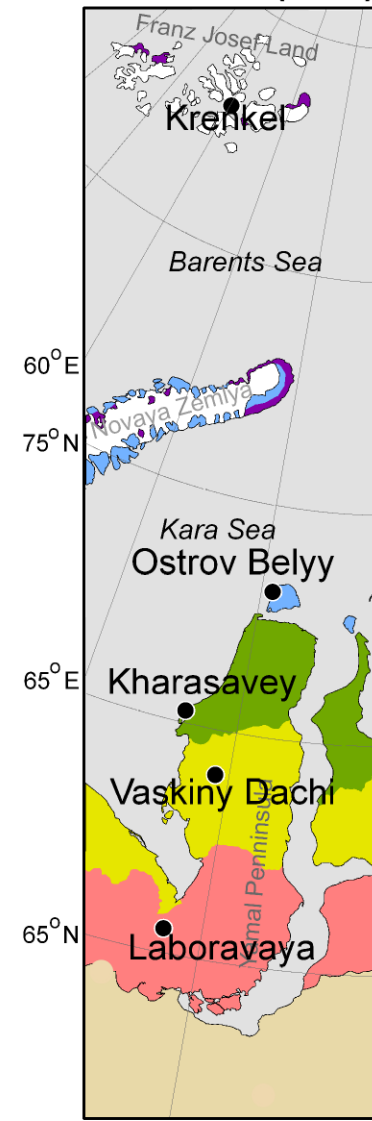 Franz Josef Land
Krenkel
Barents Sea
60°E
Novaya Zemlya
75°N
Kara Sea
Ostrov Belyy
65°E
Kharasavey
Vaskiny Dachi
Yamal Penninsula
65°N
Laboravaya